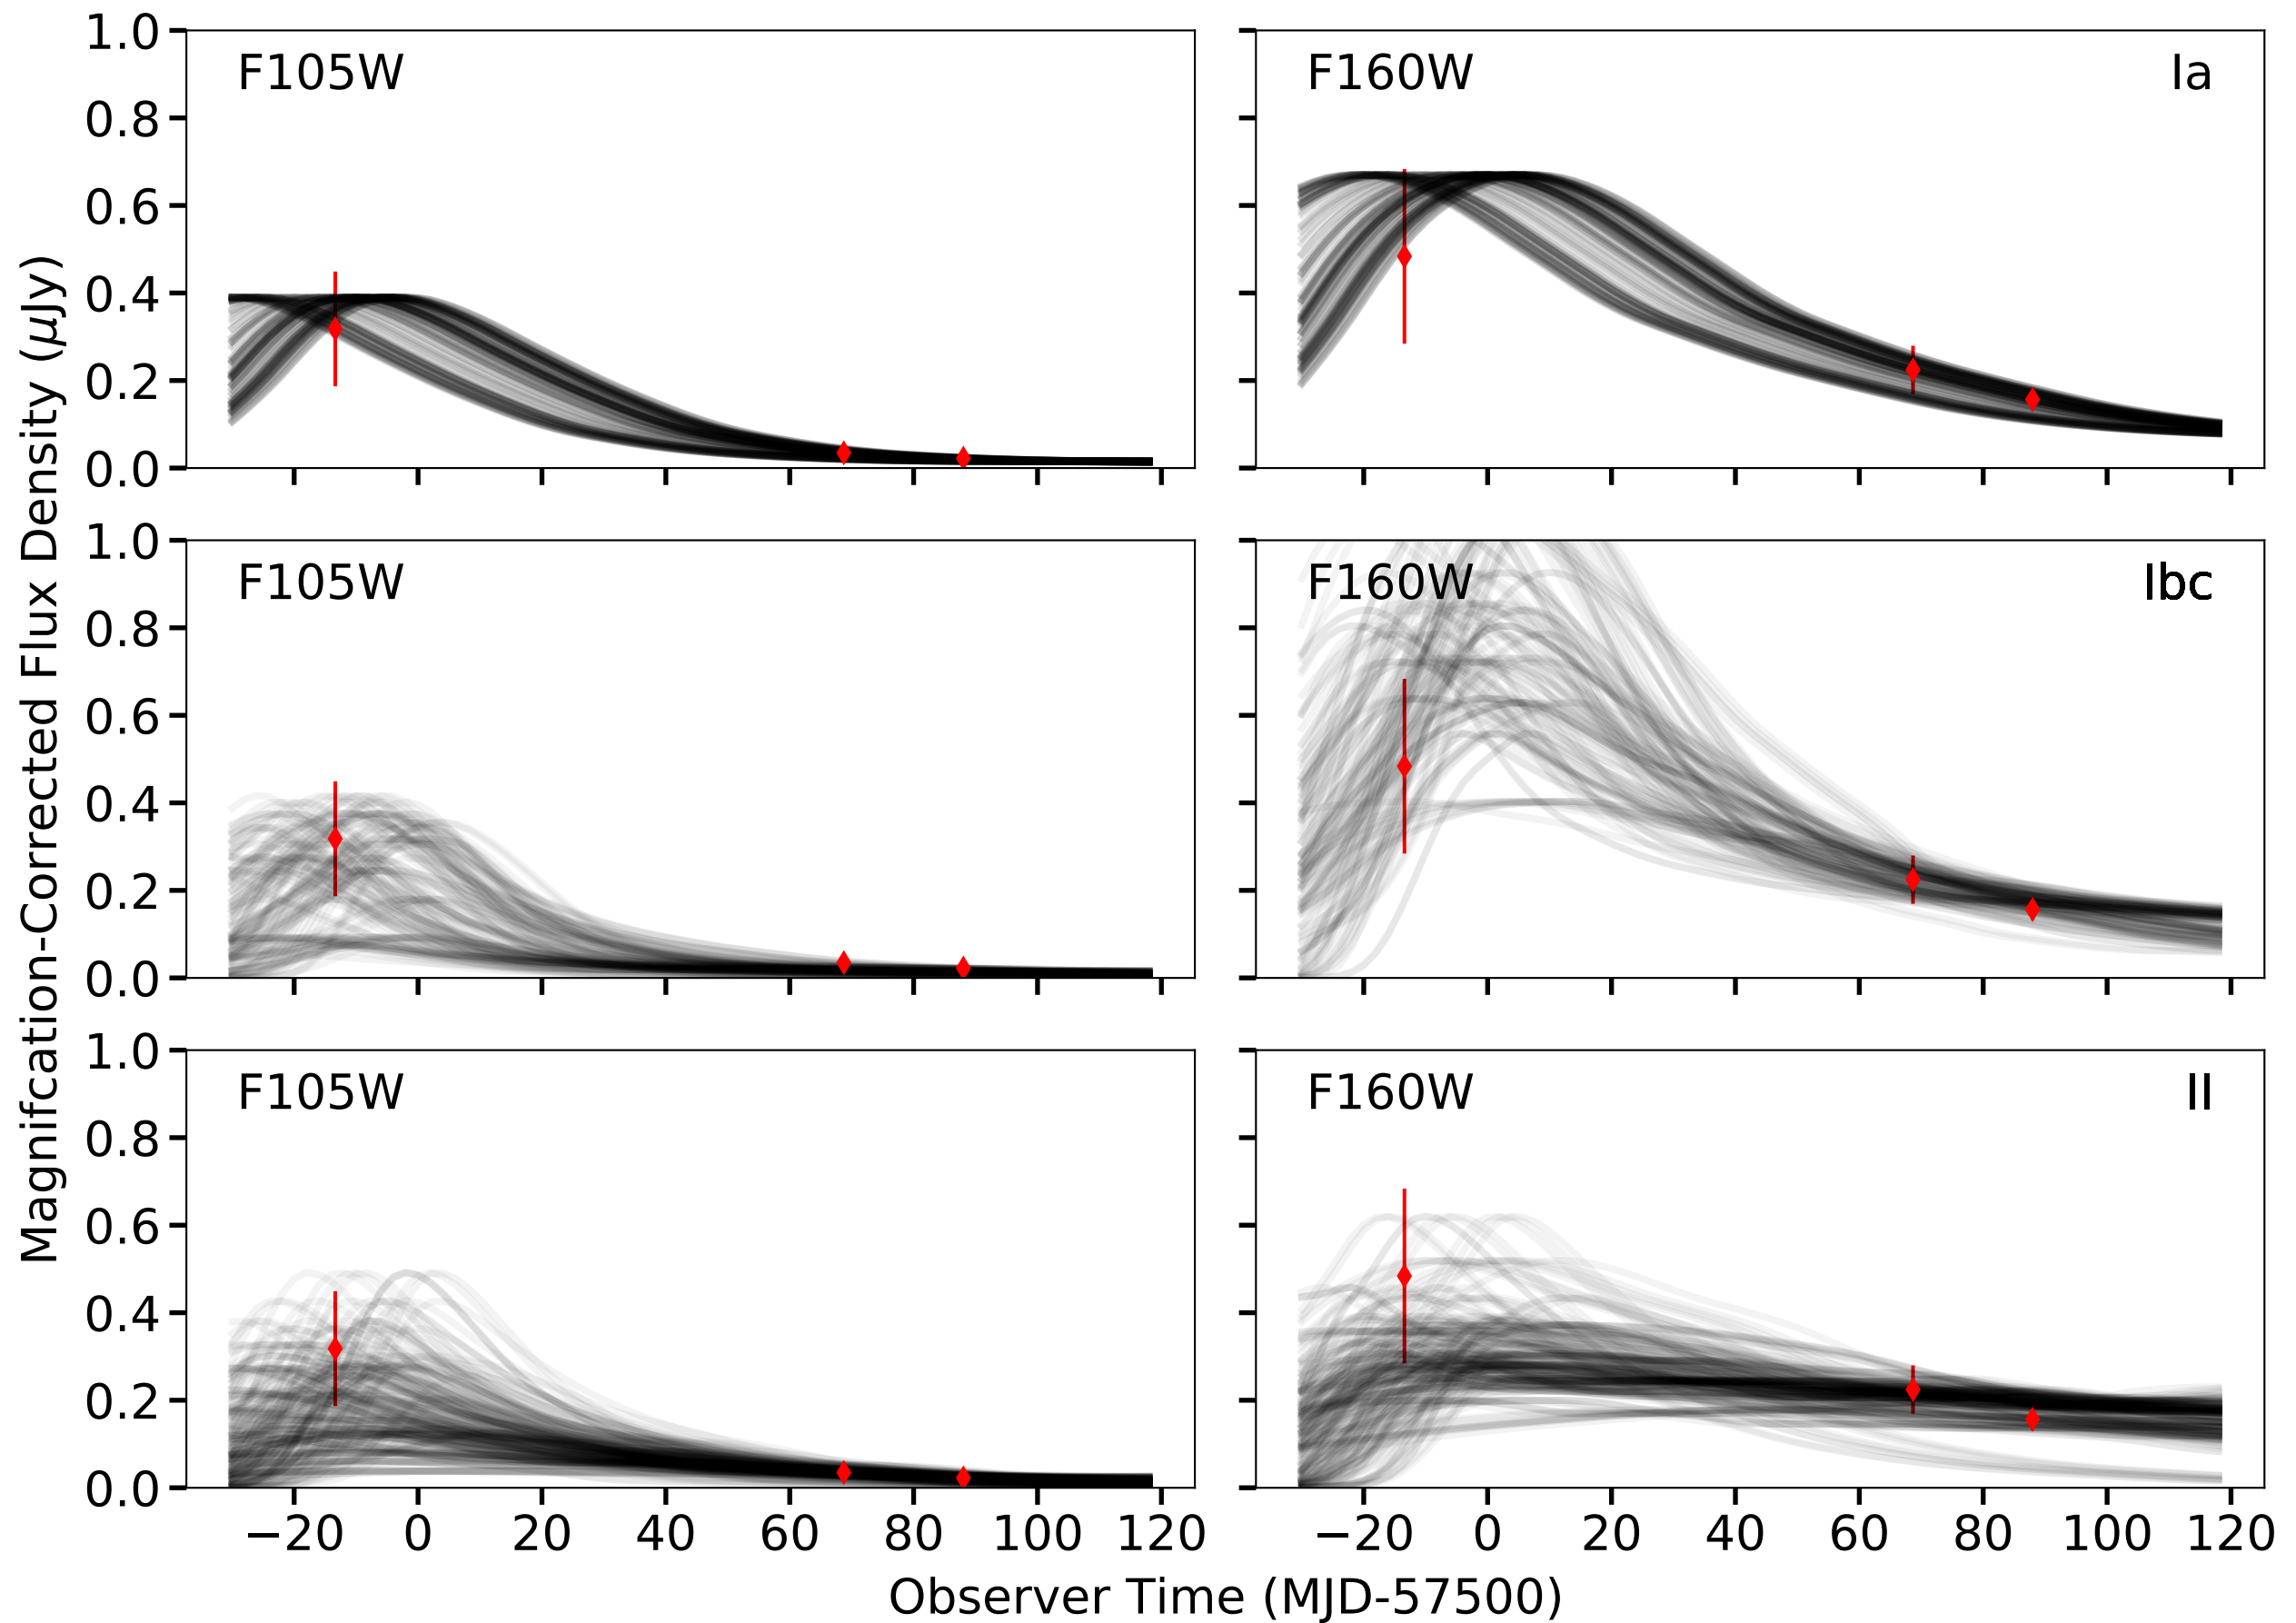 Magnifcation-Corrected Flux Density (μJy)
1.0
0.8
0.6
0.4
0.2
0.0
F105W
F160W
Ia
1.0
0.8
0.6
0.4
0.2
0.0
F105W
F160W
Ibc
1.0
0.8
0.6
0.4
0.2
0.0
F105W
F160W
II
−20 0 20 40 60 80 100 120
−20 0 20 40 60 80 100 120
Observer Time (MJD-57500)